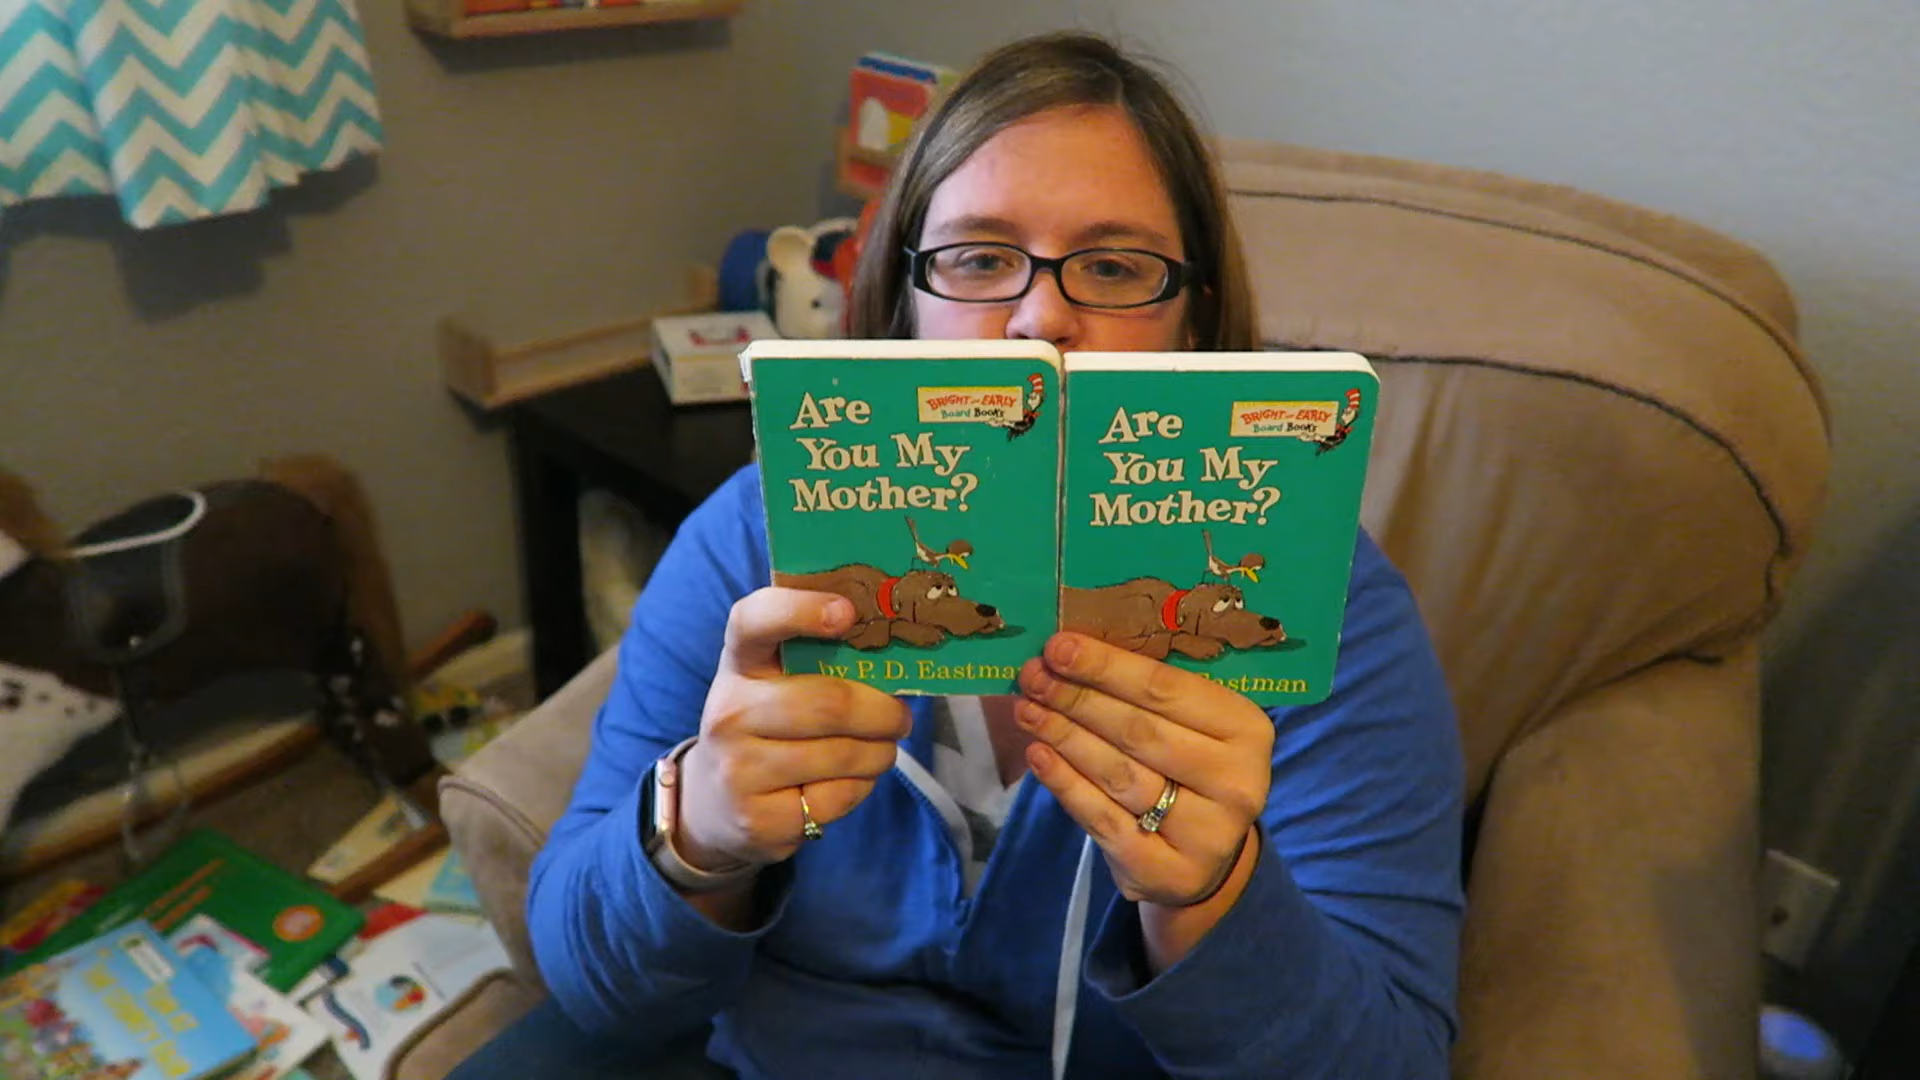 Are
You My
Mother?
BRIGHT and EARLY
Board Books
by P. D. Eastma
Are
You My
Mother?
BRIGHT and EARLY
Board Books
Eastman